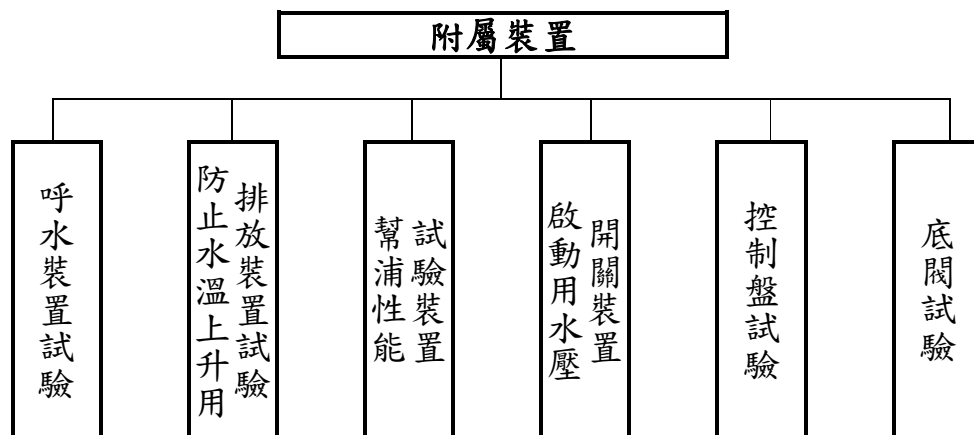 附屬裝置
呼水裝置試驗
防止水溫上升用
排放裝置試驗
幫浦性能
試驗裝置
啟動用水壓
開關裝置
控制盤試驗
底閥試驗